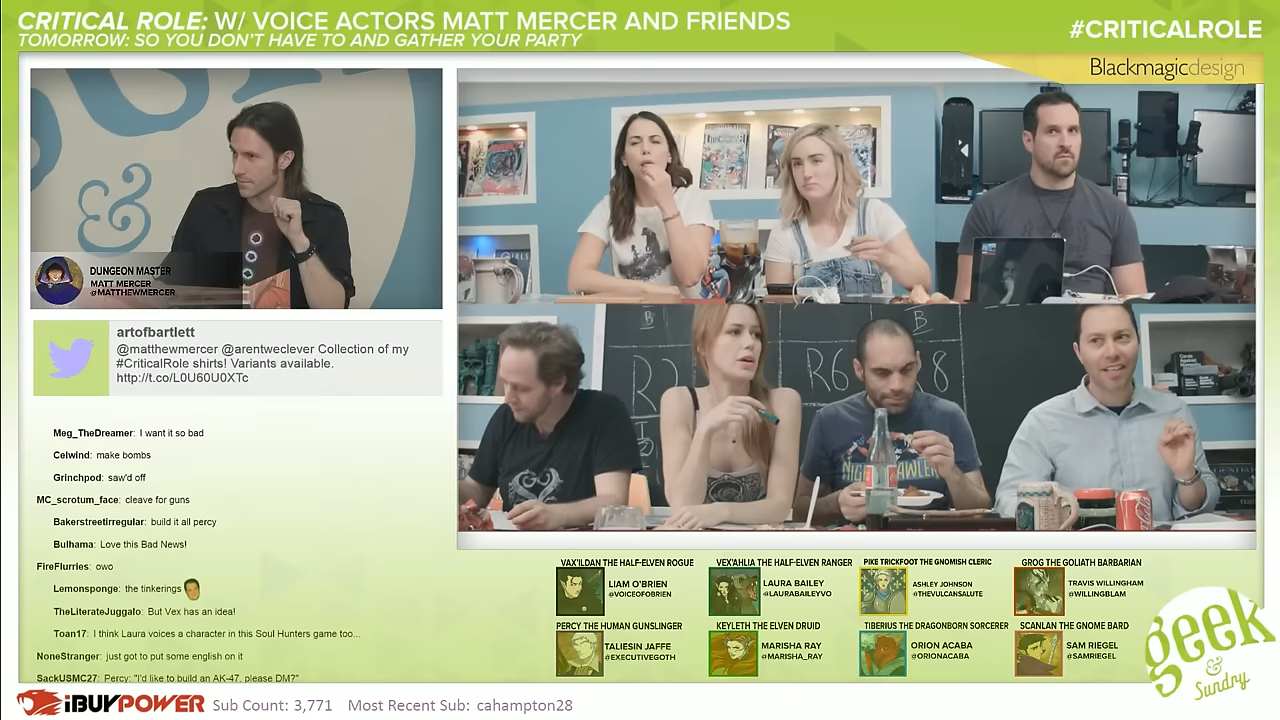 CRITICAL ROLE: W/ VOICE ACTORS MATT MERCER AND FRIENDS
TOMORROW: SO YOU DON'T HAVE TO AND GATHER YOUR PARTY
#CRITICALROLE
Blackmagicdesign
&
DUNGEON MASTER
MATT MERCER
@MATTHEWMERCER
artofbartlett
@matthewmercer @arentweclever Collection of my
#CriticalRole shirts! Variants available.
http://t.co/L0U60U0XTc
Meg_TheDreamer: I want it so bad
Celwind: make bombs
Grinchpod: saw'd off
MC_scrotum_face: cleave for guns
Bakerstreetirregular: build it all percy
Bulhama: Love this Bad News!
FireFlurries: owo
Lemonsponge: the tinkerings
TheLiterateJuggalo: But Vex has an idea!
Toan17: I think Laura voices a character in this Soul Hunters game too...
NoneStranger: just got to put some english on it
SackUSMC27: Percy: "I'd like to build an AK-47, please DM?"
B
B
R7
R6
8
VAX'ILDAN THE HALF-ELVEN ROGUE
LIAM O'BRIEN
@VOICEOFOBRIEN
VEX'AHLIA THE HALF-ELVEN RANGER
LAURA BAILEY
@LAURABAILEYVO
PIKE TRICKFOOT THE GNOMISH CLERIC
ASHLEY JOHNSON
@THEVULCANSALUTE
GROG THE GOLIATH BARBARIAN
TRAVIS WILLINGHAM
@WILLINGBLAM
PERCY THE HUMAN GUNSLINGER
TALIESIN JAFFE
@EXECUTIVEGOTH
KEYLETH THE ELVEN DRUID
MARISHA RAY
@MARISHA_RAY
TIBERIUS THE DRAGONBORN SORCERER
ORION ACABA
@ORIONACABA
SCANLAN THE GNOME BARD
SAM RIEGEL
@SAMRIEGEL
geek
&
Sundry
iBUYPOWER
Sub Count: 3,771 Most Recent Sub: cahampton28